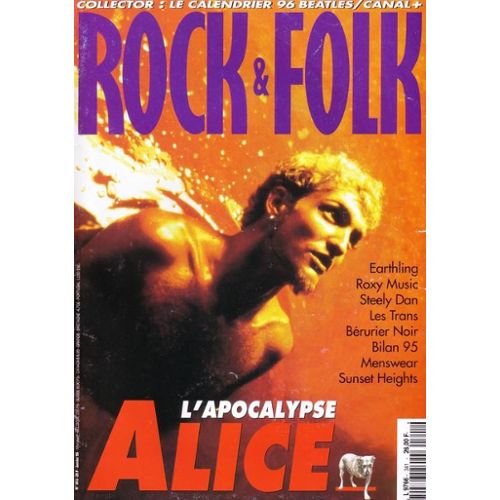 COLLECTOR : LE CALENDRIER 96 BEATLES/CANAL+
ROCK & FOLK
Earthling
Roxy Music
Steely Dan
Les Trans
Bérurier Noir
Bilan 95
Menswear
Sunset Heights
L'APOCALYPSE
ALICE...